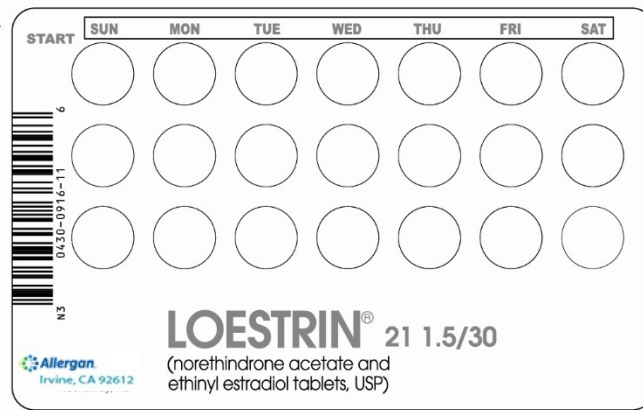 START SUN MON TUE WED THU FRI SAT
6
0430-0916-11
N3
LOESTRIN® 21 1.5/30
(norethindrone acetate and
ethinyl estradiol tablets, USP)
Allergan
Irvine, CA 92612